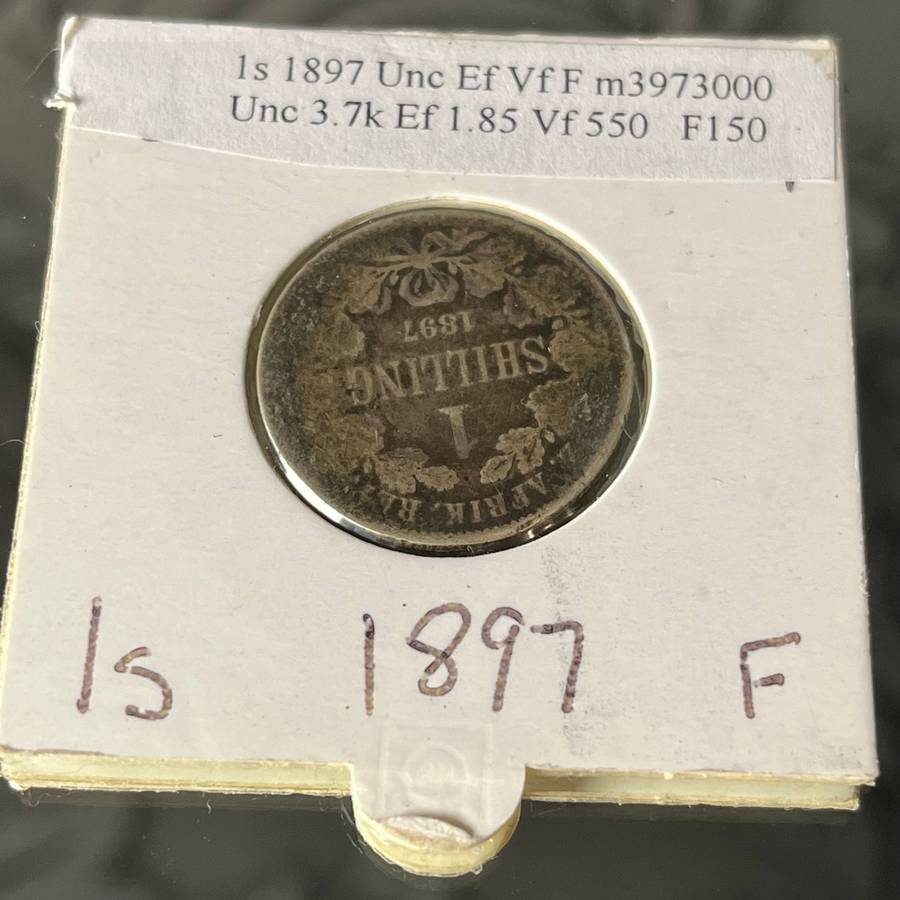 1s 1897 Unc Ef Vf F m3973000
Unc 3.7k Ef 1.85 Vf 550 F150
1897
SHILLING
1
AFRIK.
1s 1897 F